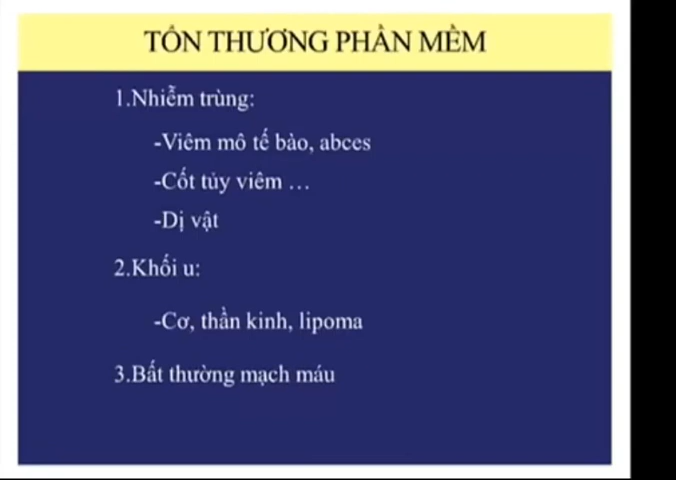 TỔN THƯƠNG PHẦN MỀM
1.Nhiễm trùng:
-Viêm mô tế bào, abces
-Cốt tủy viêm …
-Dị vật
2.Khối u:
-Cơ, thần kinh, lipoma
3.Bất thường mạch máu